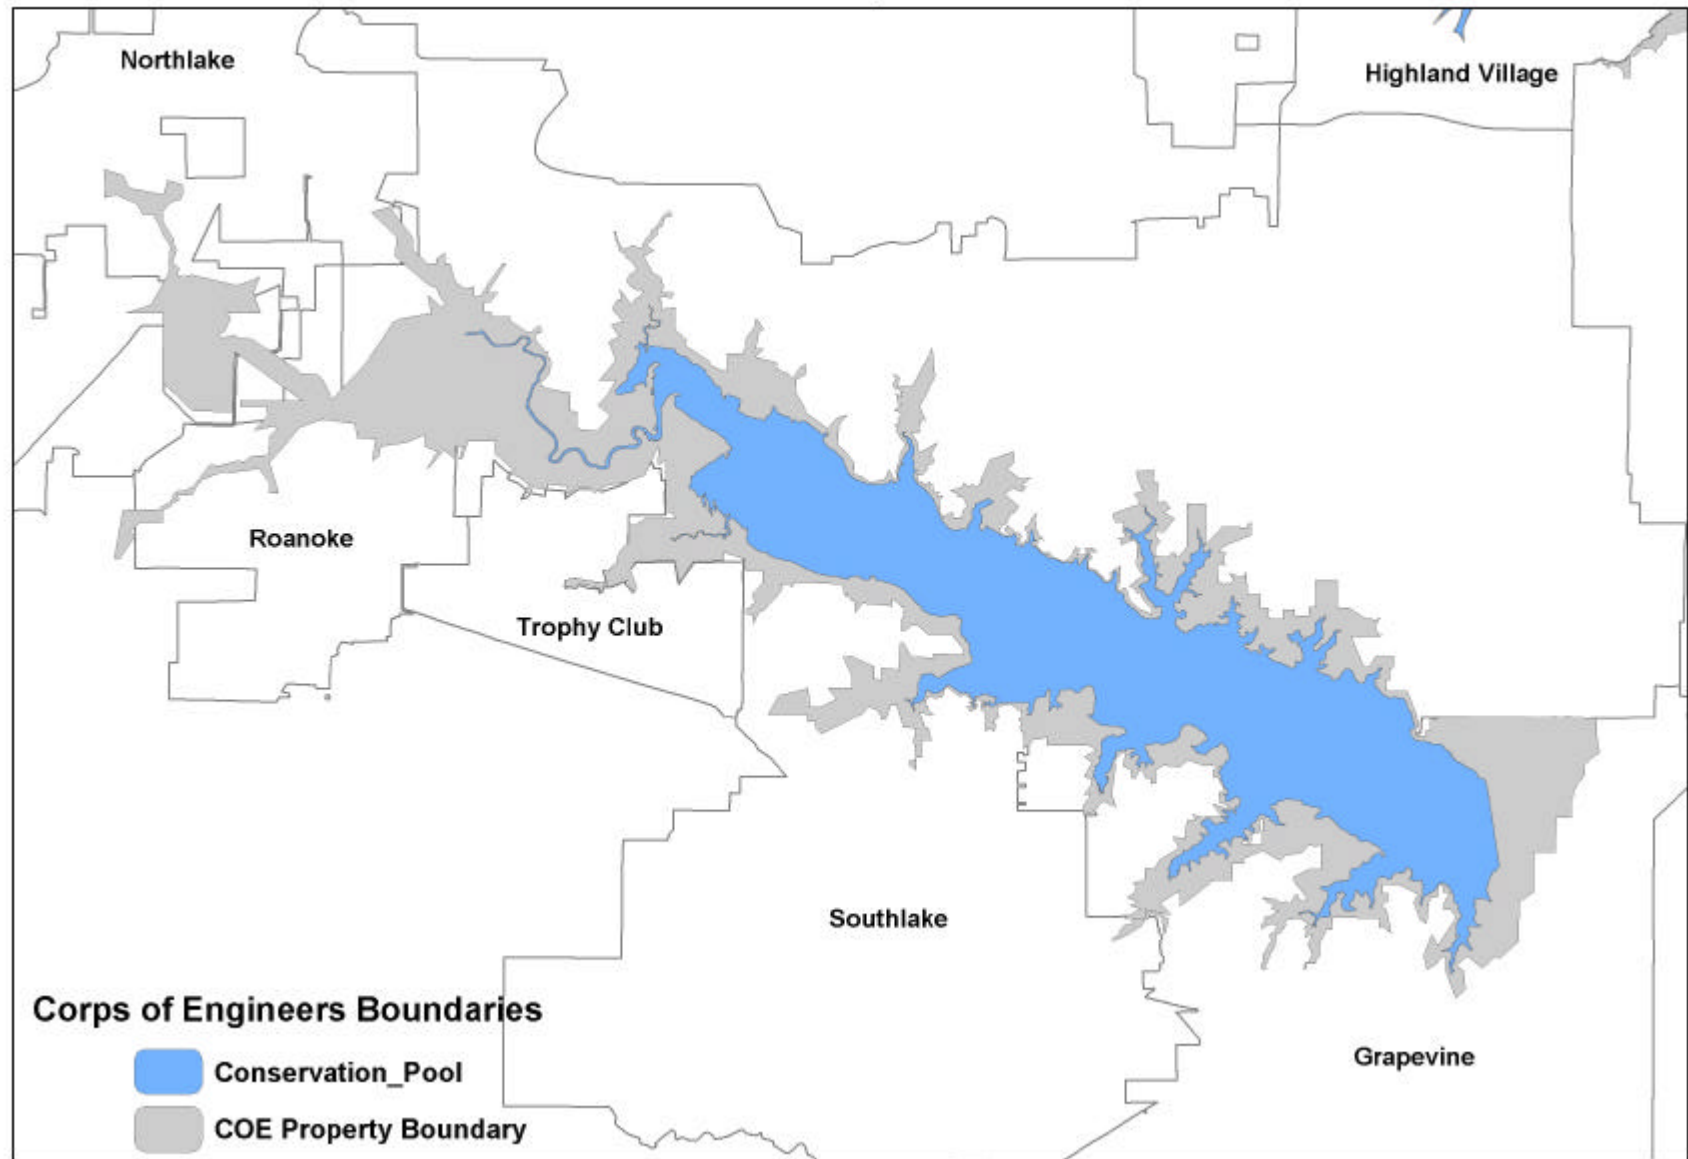 Northlake
Highland Village
Roanoke
Trophy Club
Southlake
Grapevine
Corps of Engineers Boundaries
Conservation_Pool
COE Property Boundary